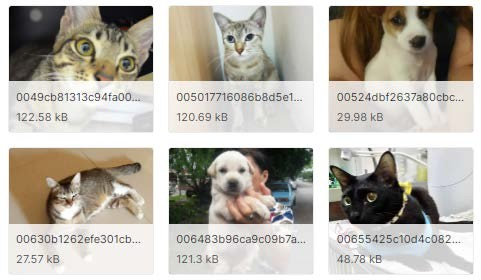 0049cb81313c94fa00...
122.58 kB
005017716086b8d5e1...
120.69 kB
00524dbf2637a80cbc...
29.98 kB
00630b1262efe301cb...
27.57 kB
006483b96ca9c09b7a...
121.3 kB
00655425c10d4c082...
48.78 kB